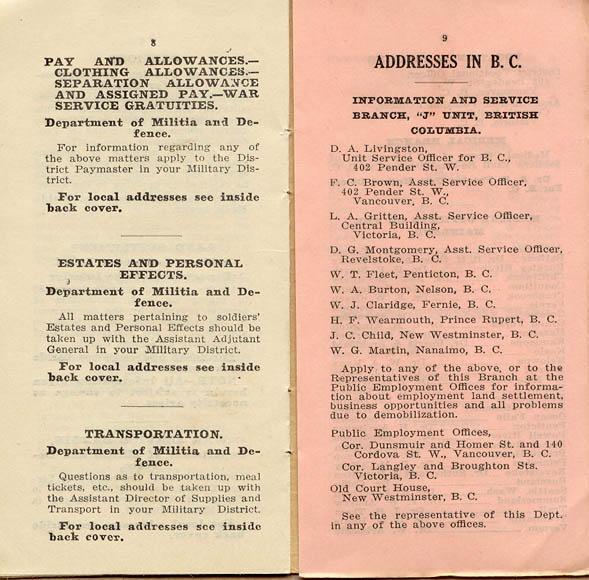 8
PAY AND ALLOWANCES.—
CLOTHING ALLOWANCES.—
SEPARATION ALLOWANCE
AND ASSIGNED PAY.—WAR
SERVICE GRATUITIES.
Department of Militia and De-
fence.
For information regarding any of
the above matters apply to the Dis-
trict Paymaster in your Military Dis-
trict.
For local addresses see inside
back cover.
ESTATES AND PERSONAL
EFFECTS.
Department of Militia and De-
fence.
All matters pertaining to soldiers'
Estates and Personal Effects should be
taken up with the Assistant Adjutant
General in your Military District.
For local addresses see inside
back cover.
TRANSPORTATION.
Department of Militia and De-
fence.
Questions as to transportation, meal
tickets, etc., should be taken up with
the Assistant Director of Supplies and
Transport in your Military District.
For local addresses see inside
back cover.
9
ADDRESSES IN B. C.
INFORMATION AND SERVICE
BRANCH, "J" UNIT, BRITISH
COLUMBIA.
D. A. Livingston,
Unit Service Officer for B. C.,
402 Pender St. W.
F. C. Brown, Asst. Service Officer,
402 Pender St. W.,
Vancouver, B. C.
L. A. Gritten, Asst. Service Officer,
Central Building,
Victoria, B. C.
D. G. Montgomery, Asst. Service Officer,
Revelstoke, B. C.
W. T. Fleet, Penticton, B. C.
W. A. Burton, Nelson, B. C.
W. J. Claridge, Fernie, B. C.
H. F. Wearmouth, Prince Rupert, B. C.
J. C. Child, New Westminster, B. C.
W. G. Martin, Nanaimo, B. C.
Apply to any of the above, or to the
Representatives of this Branch at the
Public Employment Offices for informa-
tion about employment land settlement,
business opportunities and all problems
due to demobilization.
Public Employment Offices,
Cor. Dunsmuir and Homer St. and 140
Cordova St. W., Vancouver, B. C.
Cor. Langley and Broughton Sts.
Victoria, B. C.
Old Court House,
New Westminster, B. C.
See the representative of this Dept.
in any of the above offices.